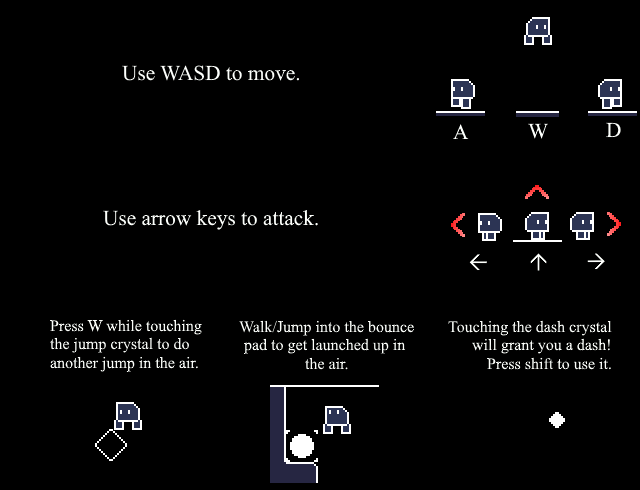 Use WASD to move.
A W D
Use arrow keys to attack.
← ↑ →
Press W while touching
the jump crystal to do
another jump in the air.
Walk/Jump into the bounce
pad to get launched up in
the air.
Touching the dash crystal
will grant you a dash!
Press shift to use it.